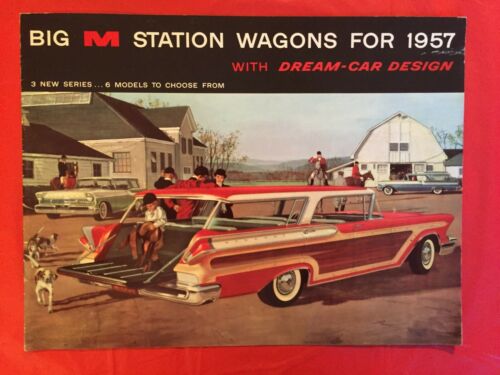 BIG M STATION WAGONS FOR 1957
WITH DREAM-CAR DESIGN
3 NEW SERIES...6 MODELS TO CHOOSE FROM